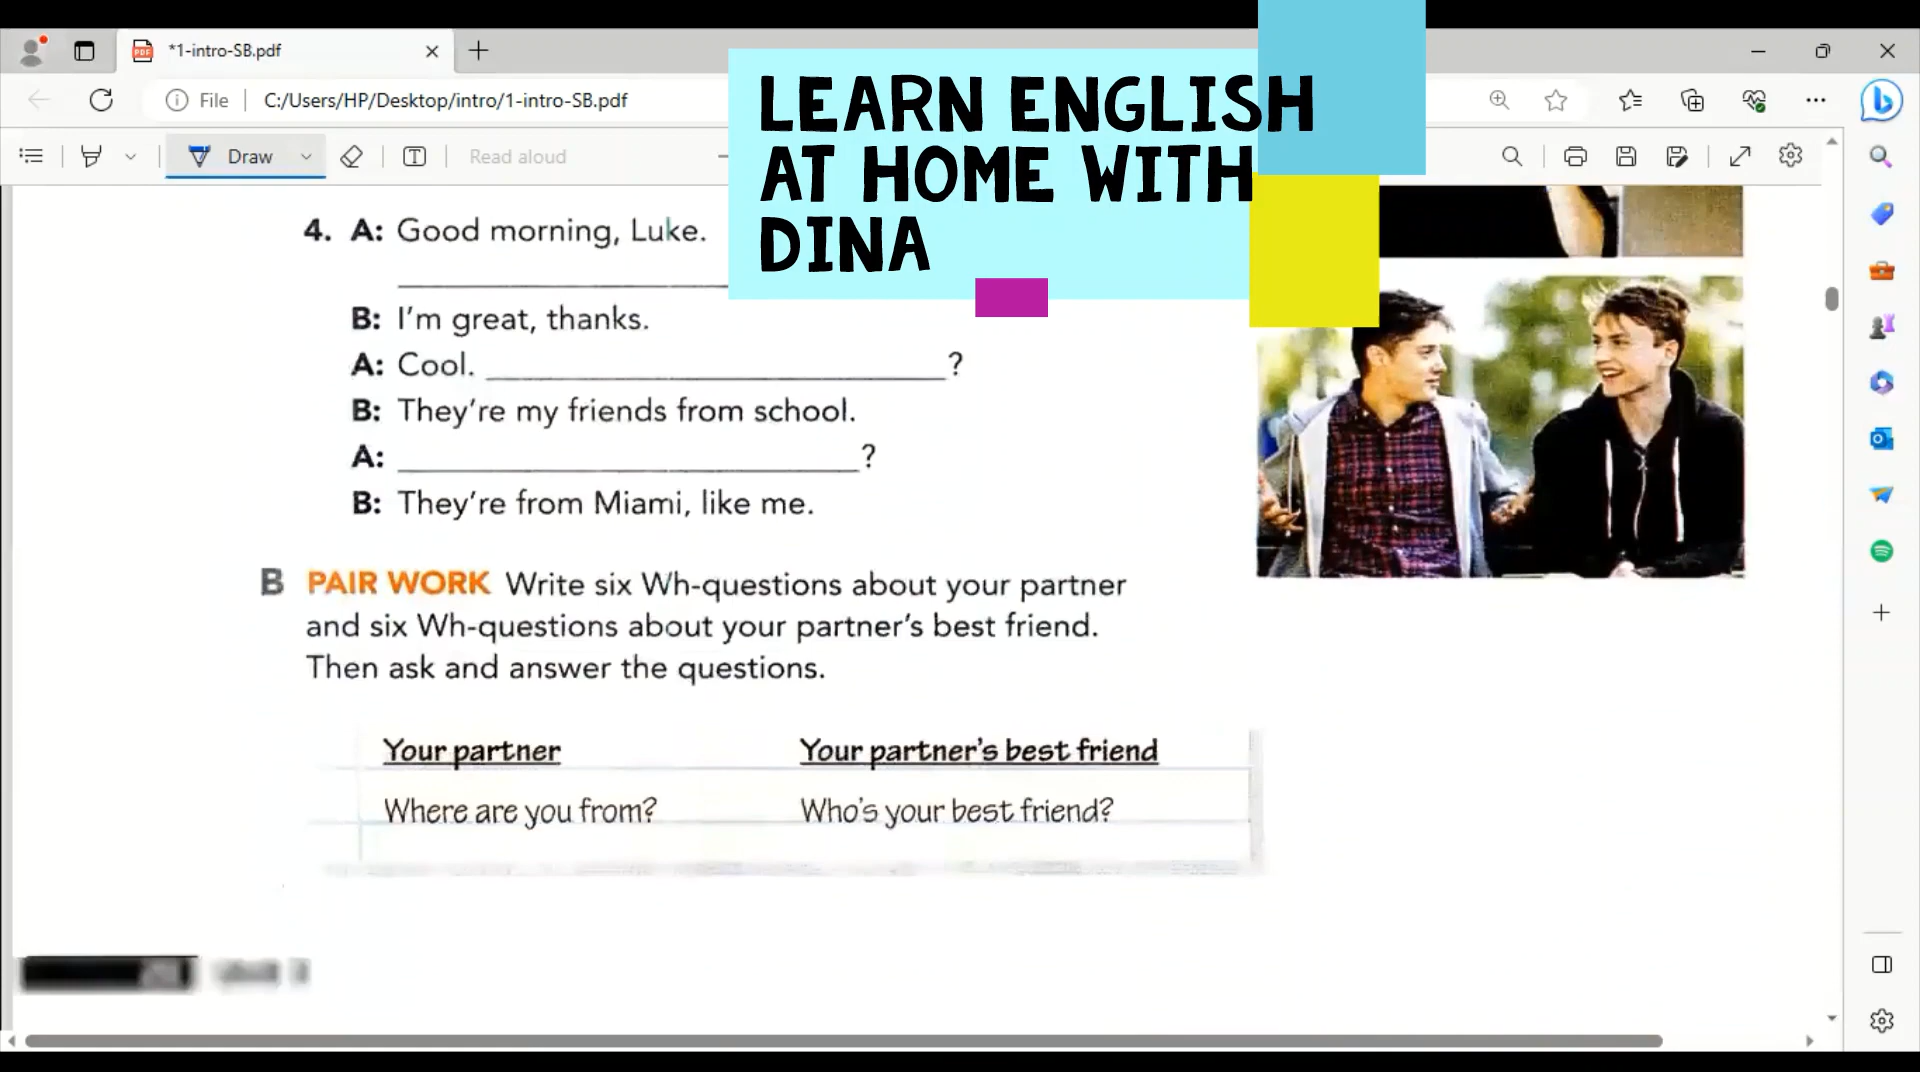 *1-intro-SB.pdf
File
C:/Users/HP/Desktop/intro/1-intro-SB.pdf
Draw
Read aloud
LEARN ENGLISH
AT HOME WITH
DINA
4. A: Good morning, Luke.
B: I'm great, thanks.
A: Cool. ______________________?
B: They're my friends from school.
A: ______________________?
B: They're from Miami, like me.
B PAIR WORK Write six Wh-questions about your partner
and six Wh-questions about your partner's best friend.
Then ask and answer the questions.
Your partner Your partner's best friend
Where are you from? Who's your best friend?